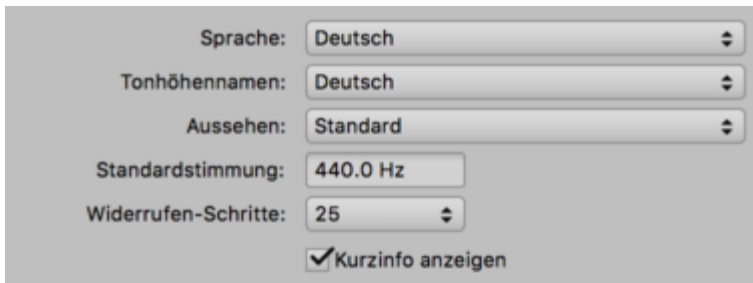 Sprache: Deutsch
Tonhöhennamen: Deutsch
Aussehen: Standard
Standardstimmung: 440.0 Hz
Widerrufen-Schritte: 25
Kurzinfo anzeigen